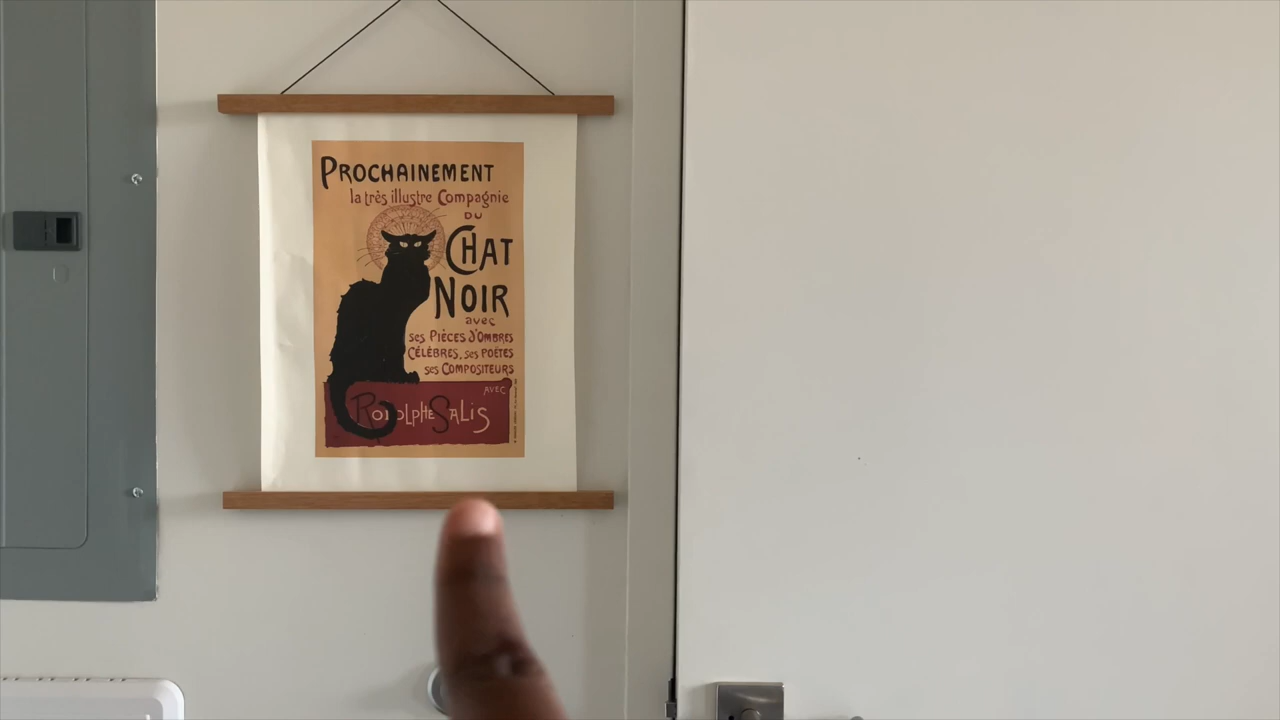 PROCHAINEMENT
la très illustre Compagnie
DU
CHAT
NOIR
avec
ses PIÈCES d'OMBRES
CÉLÈBRES, ses POÈTES
ses COMPOSITEURS
AVEC
RODOLPHE SALIS